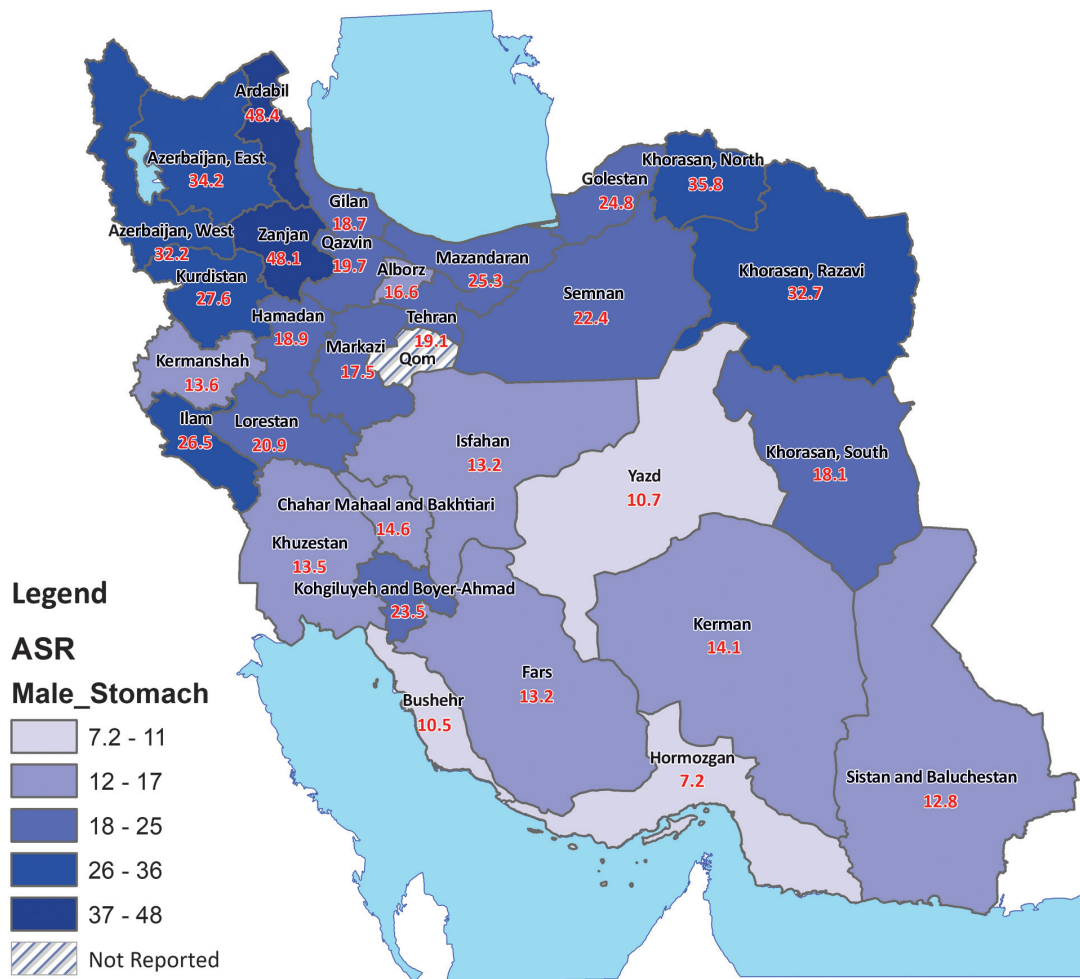 Ardabil
48.4
Azerbaijan, East
34.2
Khorasan, North
35.8
Golestan
24.8
Gilan
18.7
Azerbaijan, West
32.2
Zanjan
48.1
Qazvin
19.7
Alborz
16.6
Mazandaran
25.3
Khorasan, Razavi
32.7
Kurdistan
27.6
Semnan
22.4
Hamadan
18.9
Tehran
19.1
Markazi
17.5
Qom
Kermanshah
13.6
Ilam
26.5
Lorestan
20.9
Isfahan
13.2
Khorasan, South
18.1
Yazd
10.7
Chahar Mahaal and Bakhtiari
14.6
Khuzestan
13.5
Kohgiluyeh and Boyer-Ahmad
23.5
Kerman
14.1
Fars
13.2
Bushehr
10.5
Hormozgan
7.2
Sistan and Baluchestan
12.8
Legend
ASR
Male_Stomach
7.2 - 11
12 - 17
18 - 25
26 - 36
37 - 48
Not Reported